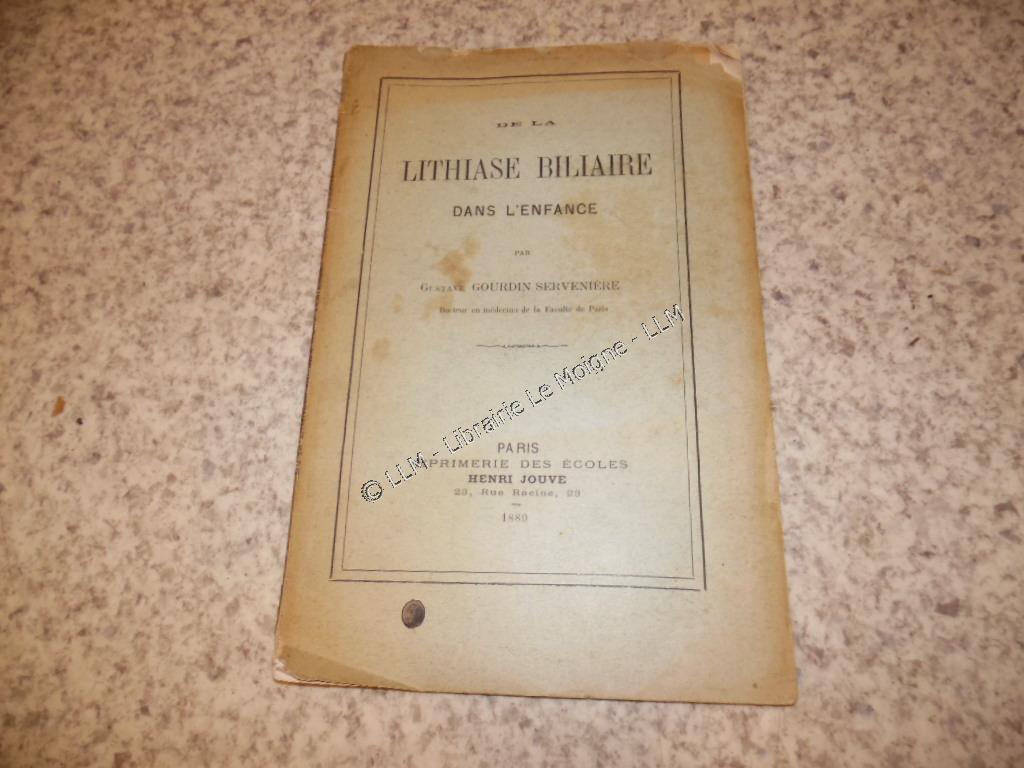 DE LA
LITHIASE BILIAIRE
DANS L'ENFANCE
PAR
GUSTAVE GOURDIN SERVENIÈRE
Docteur en médecine de la Faculté de Paris
PARIS
IMPRIMERIE DES ÉCOLES
HENRI JOUVE
23, Rue Racine, 23
© LLM - Librairie Le Moigne - LLM